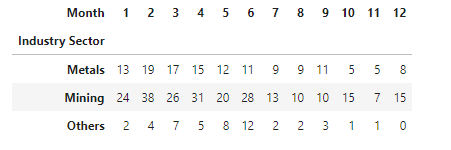 Month 1 2 3 4 5 6 7 8 9 10 11 12
Industry Sector
Metals 13 19 17 15 12 11 9 9 11 5 5 8
Mining 24 38 26 31 20 28 13 10 10 15 7 15
Others 2 4 7 5 8 12 2 2 3 1 1 0